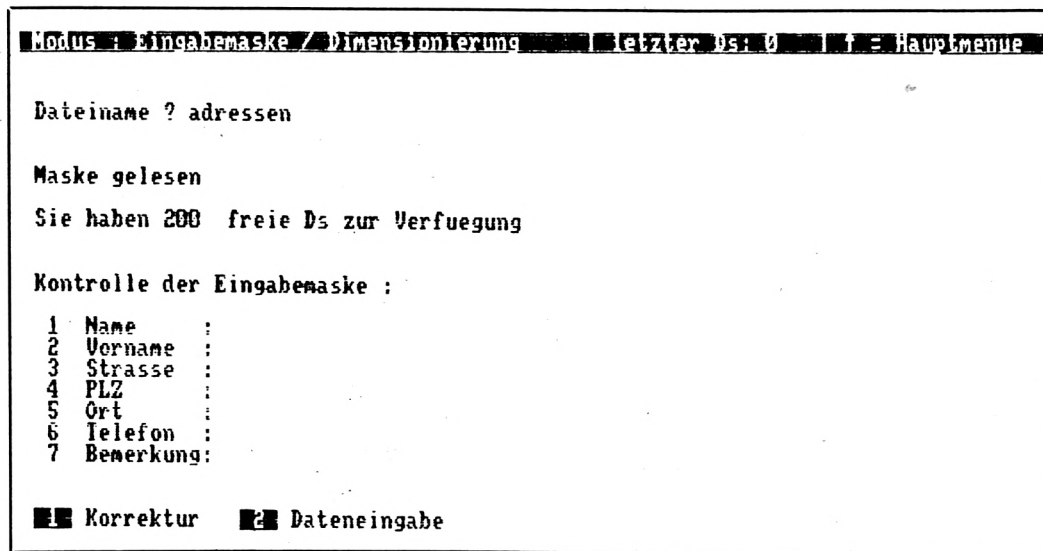 Modus : Eingabemaske / Dimensionierung | letzter Ds: 0 | ↑ = Hauptmenue
Dateiname ? adressen
Maske gelesen
Sie haben 200 freie Ds zur Verfuegung
Kontrolle der Eingabemaske :
1 Name :
2 Vorname :
3 Strasse :
4 PLZ :
5 Ort :
6 Telefon :
7 Bemerkung:
1 Korrektur 2 Dateneingabe